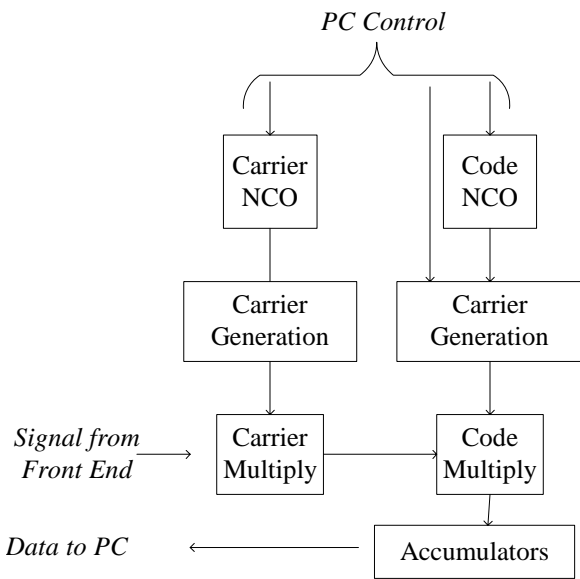 PC Control
Carrier
NCO
Code
NCO
Carrier
Generation
Carrier
Generation
Signal from
Front End
Carrier
Multiply
Code
Multiply
Data to PC
Accumulators